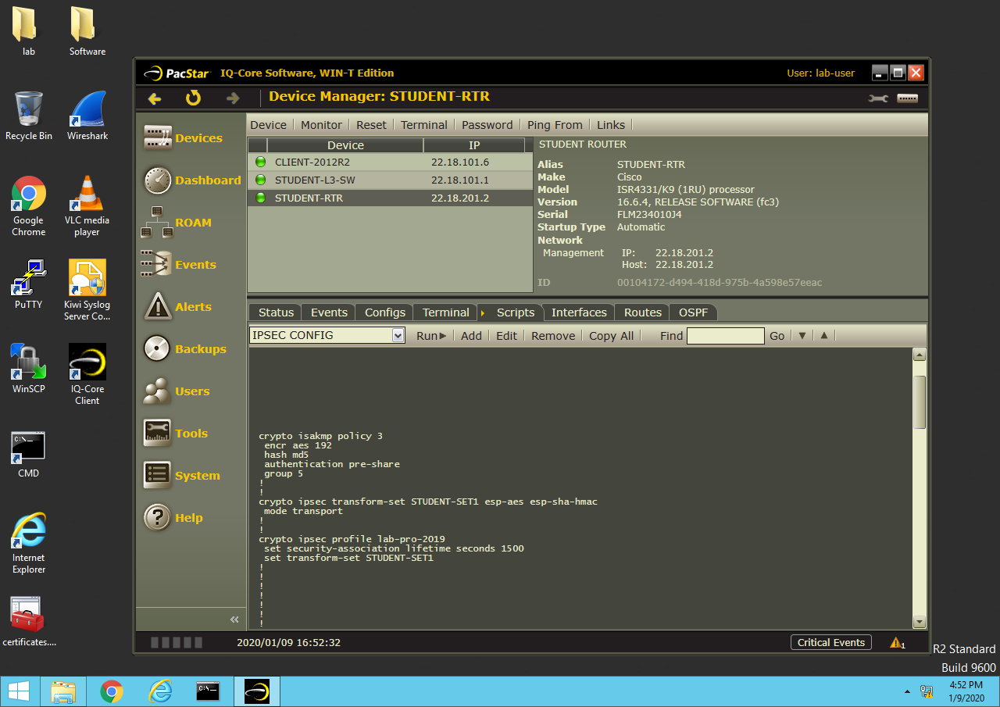 lab
Software
Recycle Bin
Wireshark
Google
Chrome
VLC media
player
PuTTY
Kiwi Syslog
Server Co...
WinSCP
IQ-Core
Client
C:\_
CMD
Internet
Explorer
certificates....
PacStar IQ-Core Software, WIN-T Edition
User: lab-user
Device Manager: STUDENT-RTR
Devices
Dashboard
ROAM
Events
Alerts
Backups
Users
Tools
System
Help
«
Device Monitor Reset Terminal Password Ping From Links
Device IP
CLIENT-2012R2 22.18.101.6
STUDENT-L3-SW 22.18.101.1
STUDENT-RTR 22.18.201.2
STUDENT ROUTER
Alias STUDENT-RTR
Make Cisco
Model ISR4331/K9 (1RU) processor
Version 16.6.4, RELEASE SOFTWARE (fc3)
Serial FLM234010J4
Startup Type Automatic
Network
Management IP: 22.18.201.2
Host: 22.18.201.2
ID 00104172-d494-418d-975b-4a598e57eeac
Status Events Configs Terminal Scripts Interfaces Routes OSPF
IPSEC CONFIG Run Add Edit Remove Copy All Find Go
crypto isakmp policy 3
encr aes 192
hash md5
authentication pre-share
group 5
!
!
crypto ipsec transform-set STUDENT-SET1 esp-aes esp-sha-hmac
mode transport
!
!
crypto ipsec profile lab-pro-2019
set security-association lifetime seconds 1500
set transform-set STUDENT-SET1
!
!
!
!
!
!
!
2020/01/09 16:52:32
Critical Events
1
R2 Standard
Build 9600
C:\_
4:52 PM
1/9/2020